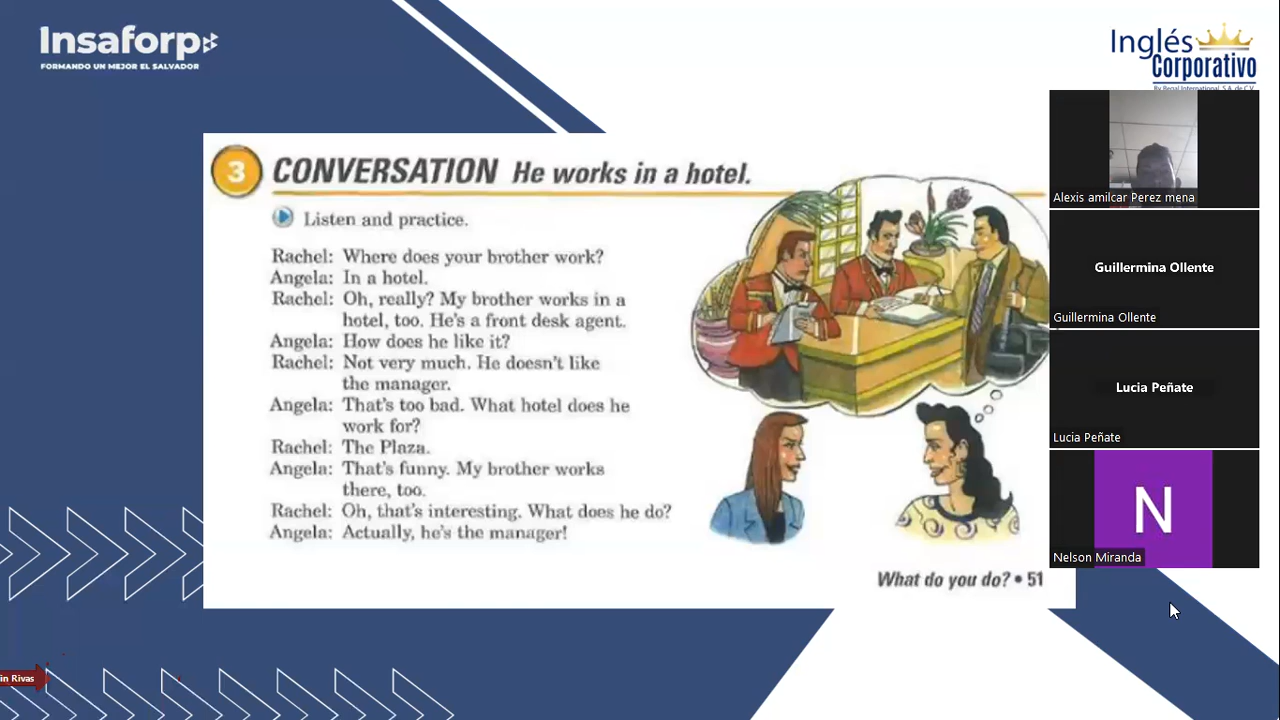 Insaforp
FORMANDO UN MEJOR EL SALVADOR
Inglés
Corporativo
By Regal International, S.A. de C.V.
3 CONVERSATION He works in a hotel.
Listen and practice.
Rachel: Where does your brother work?
Angela: In a hotel.
Rachel: Oh, really? My brother works in a
hotel, too. He's a front desk agent.
Angela: How does he like it?
Rachel: Not very much. He doesn't like
the manager.
Angela: That's too bad. What hotel does he
work for?
Rachel: The Plaza.
Angela: That's funny. My brother works
there, too.
Rachel: Oh, that's interesting. What does he do?
Angela: Actually, he's the manager!
What do you do? • 51
Alexis amilcar Perez mena
Guillermina Ollente
Guillermina Ollente
Lucia Peñate
Lucia Peñate
N
Nelson Miranda
in Rivas